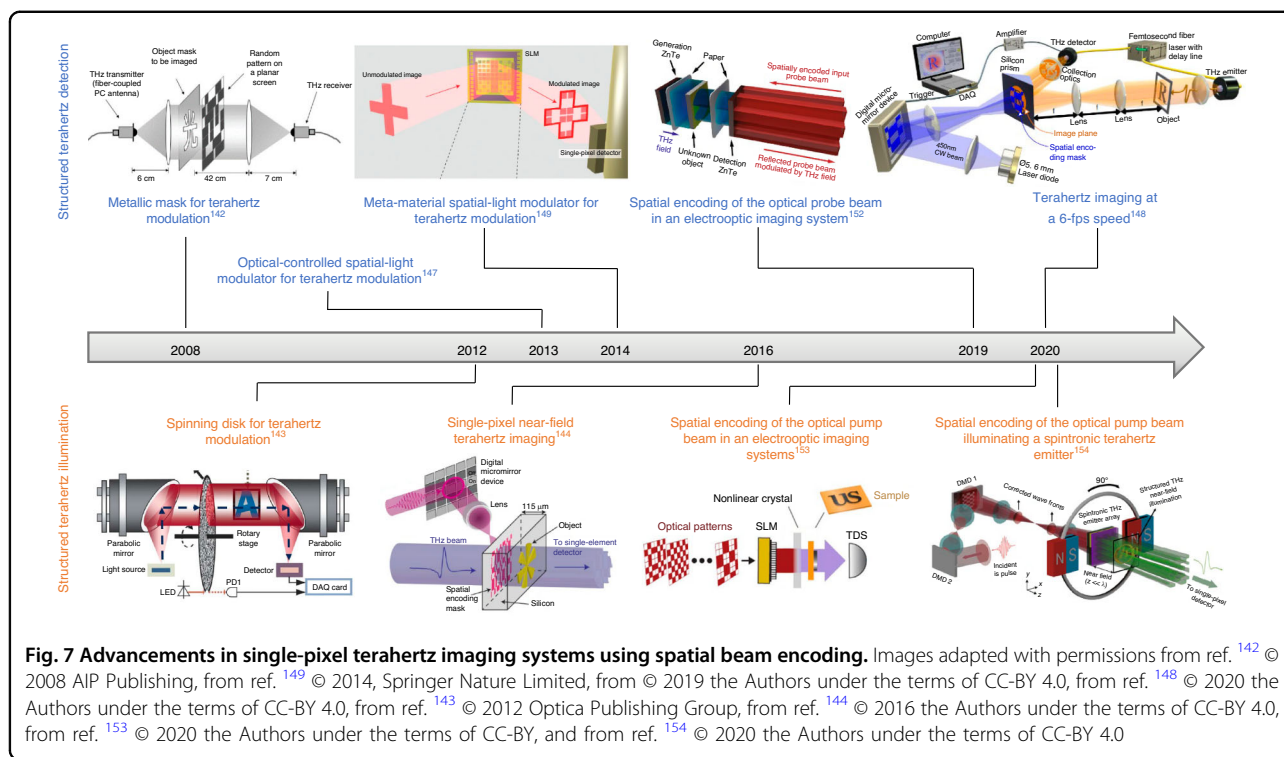 Structured terahertz detection
Object mask
to be imaged
Random
pattern on
a planar
screen
THz transmitter
(fiber-coupled
PC antenna)
THz receiver
6 cm
42 cm
7 cm
Metallic mask for terahertz
modulation142
SLM
Unmodulated image
Modulated image
Single-pixel detector
Meta-material spatial-light modulator for
terahertz modulation149
Generation
ZnTe
Paper
Spatially encoded input
probe beam
THz
field
Unknown
object
Detection
ZnTe
Reflected probe beam
modulated by THz field
Spatial encoding of the optical probe beam
in an electrooptic imaging system152
Computer
Amplifier
THz detector
Femtosecond fiber
laser with
delay line
Silicon
prism
Collection
optics
THz emitter
Digital micro-
mirror device
Trigger
DAQ
Lens
Lens
Object
Image plane
Spatial enco-
ding mask
450nm
CW beam
Ø5, 6 mm
Laser diode
Terahertz imaging at
a 6-fps speed148
Optical-controlled spatial-light
modulator for terahertz modulation147
2008
2012
2013
2014
2016
2019
2020
Structured terahertz illumination
Spinning disk for terahertz
modulation143
A
Parabolic
mirror
Rotary
stage
Parabolic
mirror
Light source
Detector
LED
PD1
DAQ card
Single-pixel near-field
terahertz imaging144
Digital
micromirror
device
On
Lens
115 µm
Object
THz beam
To single-element
detector
Spatial
encoding
mask
Silicon
Spatial encoding of the optical pump
beam in an electrooptic imaging
systems153
Nonlinear crystal
US
Sample
Optical patterns
SLM
TDS
Spatial encoding of the optical pump beam
illuminating a spintronic terahertz
emitter154
DMD 1
Corrected wave fronts
90°
Structured THz
near-field
illumination
Spintronic THz
emitter array
N S
N S
DMD 2
Incident
is pulse
y
x
z
Near field
(z << λ)
To single-pixel
detector
Fig. 7 Advancements in single-pixel terahertz imaging systems using spatial beam encoding. Images adapted with permissions from ref. 142 ©
2008 AIP Publishing, from ref. 149 © 2014, Springer Nature Limited, from © 2019 the Authors under the terms of CC-BY 4.0, from ref. 148 © 2020 the
Authors under the terms of CC-BY 4.0, from ref. 143 © 2012 Optica Publishing Group, from ref. 144 © 2016 the Authors under the terms of CC-BY 4.0,
from ref. 153 © 2020 the Authors under the terms of CC-BY, and from ref. 154 © 2020 the Authors under the terms of CC-BY 4.0